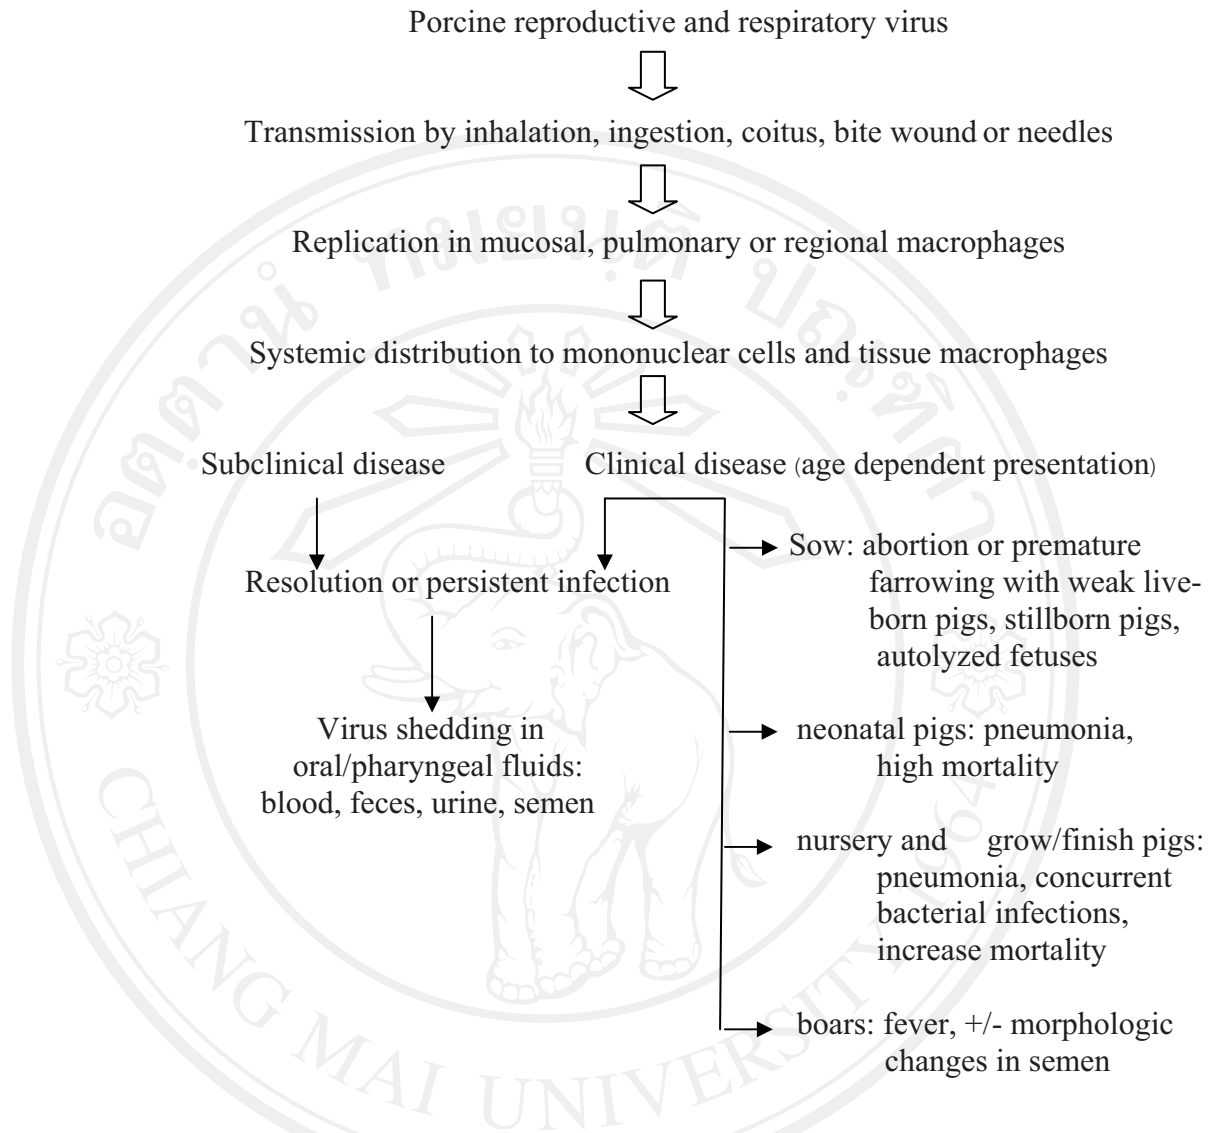 Porcine reproductive and respiratory virus
Transmission by inhalation, ingestion, coitus, bite wound or needles
Replication in mucosal, pulmonary or regional macrophages
Systemic distribution to mononuclear cells and tissue macrophages
Subclinical disease
Clinical disease (age dependent presentation)
Resolution or persistent infection
Virus shedding in
oral/pharyngeal fluids:
blood, feces, urine, semen
Sow: abortion or premature
farrowing with weak live-
born pigs, stillborn pigs,
autolyzed fetuses
neonatal pigs: pneumonia,
high mortality
nursery and grow/finish pigs:
pneumonia, concurrent
bacterial infections,
increase mortality
boars: fever, +/- morphologic
changes in semen
CHIANG MAI UNIVERSITY 1964